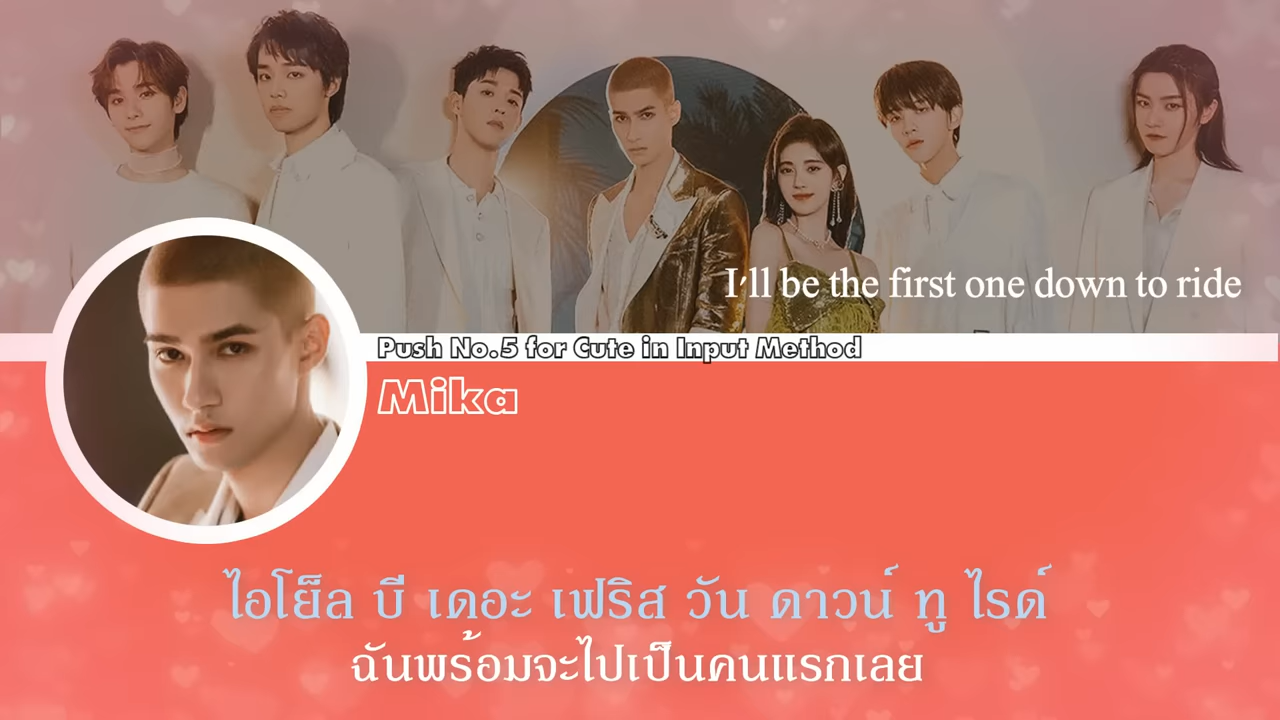 I'll be the first one down to ride
Push No.5 for Cute in Input Method
Mika
ไอโย็ล บี เดอะ เฟริส วัน ดาวน์ ทู ไรด์
ฉันพร้อมจะไปเป็นคนแรกเลย